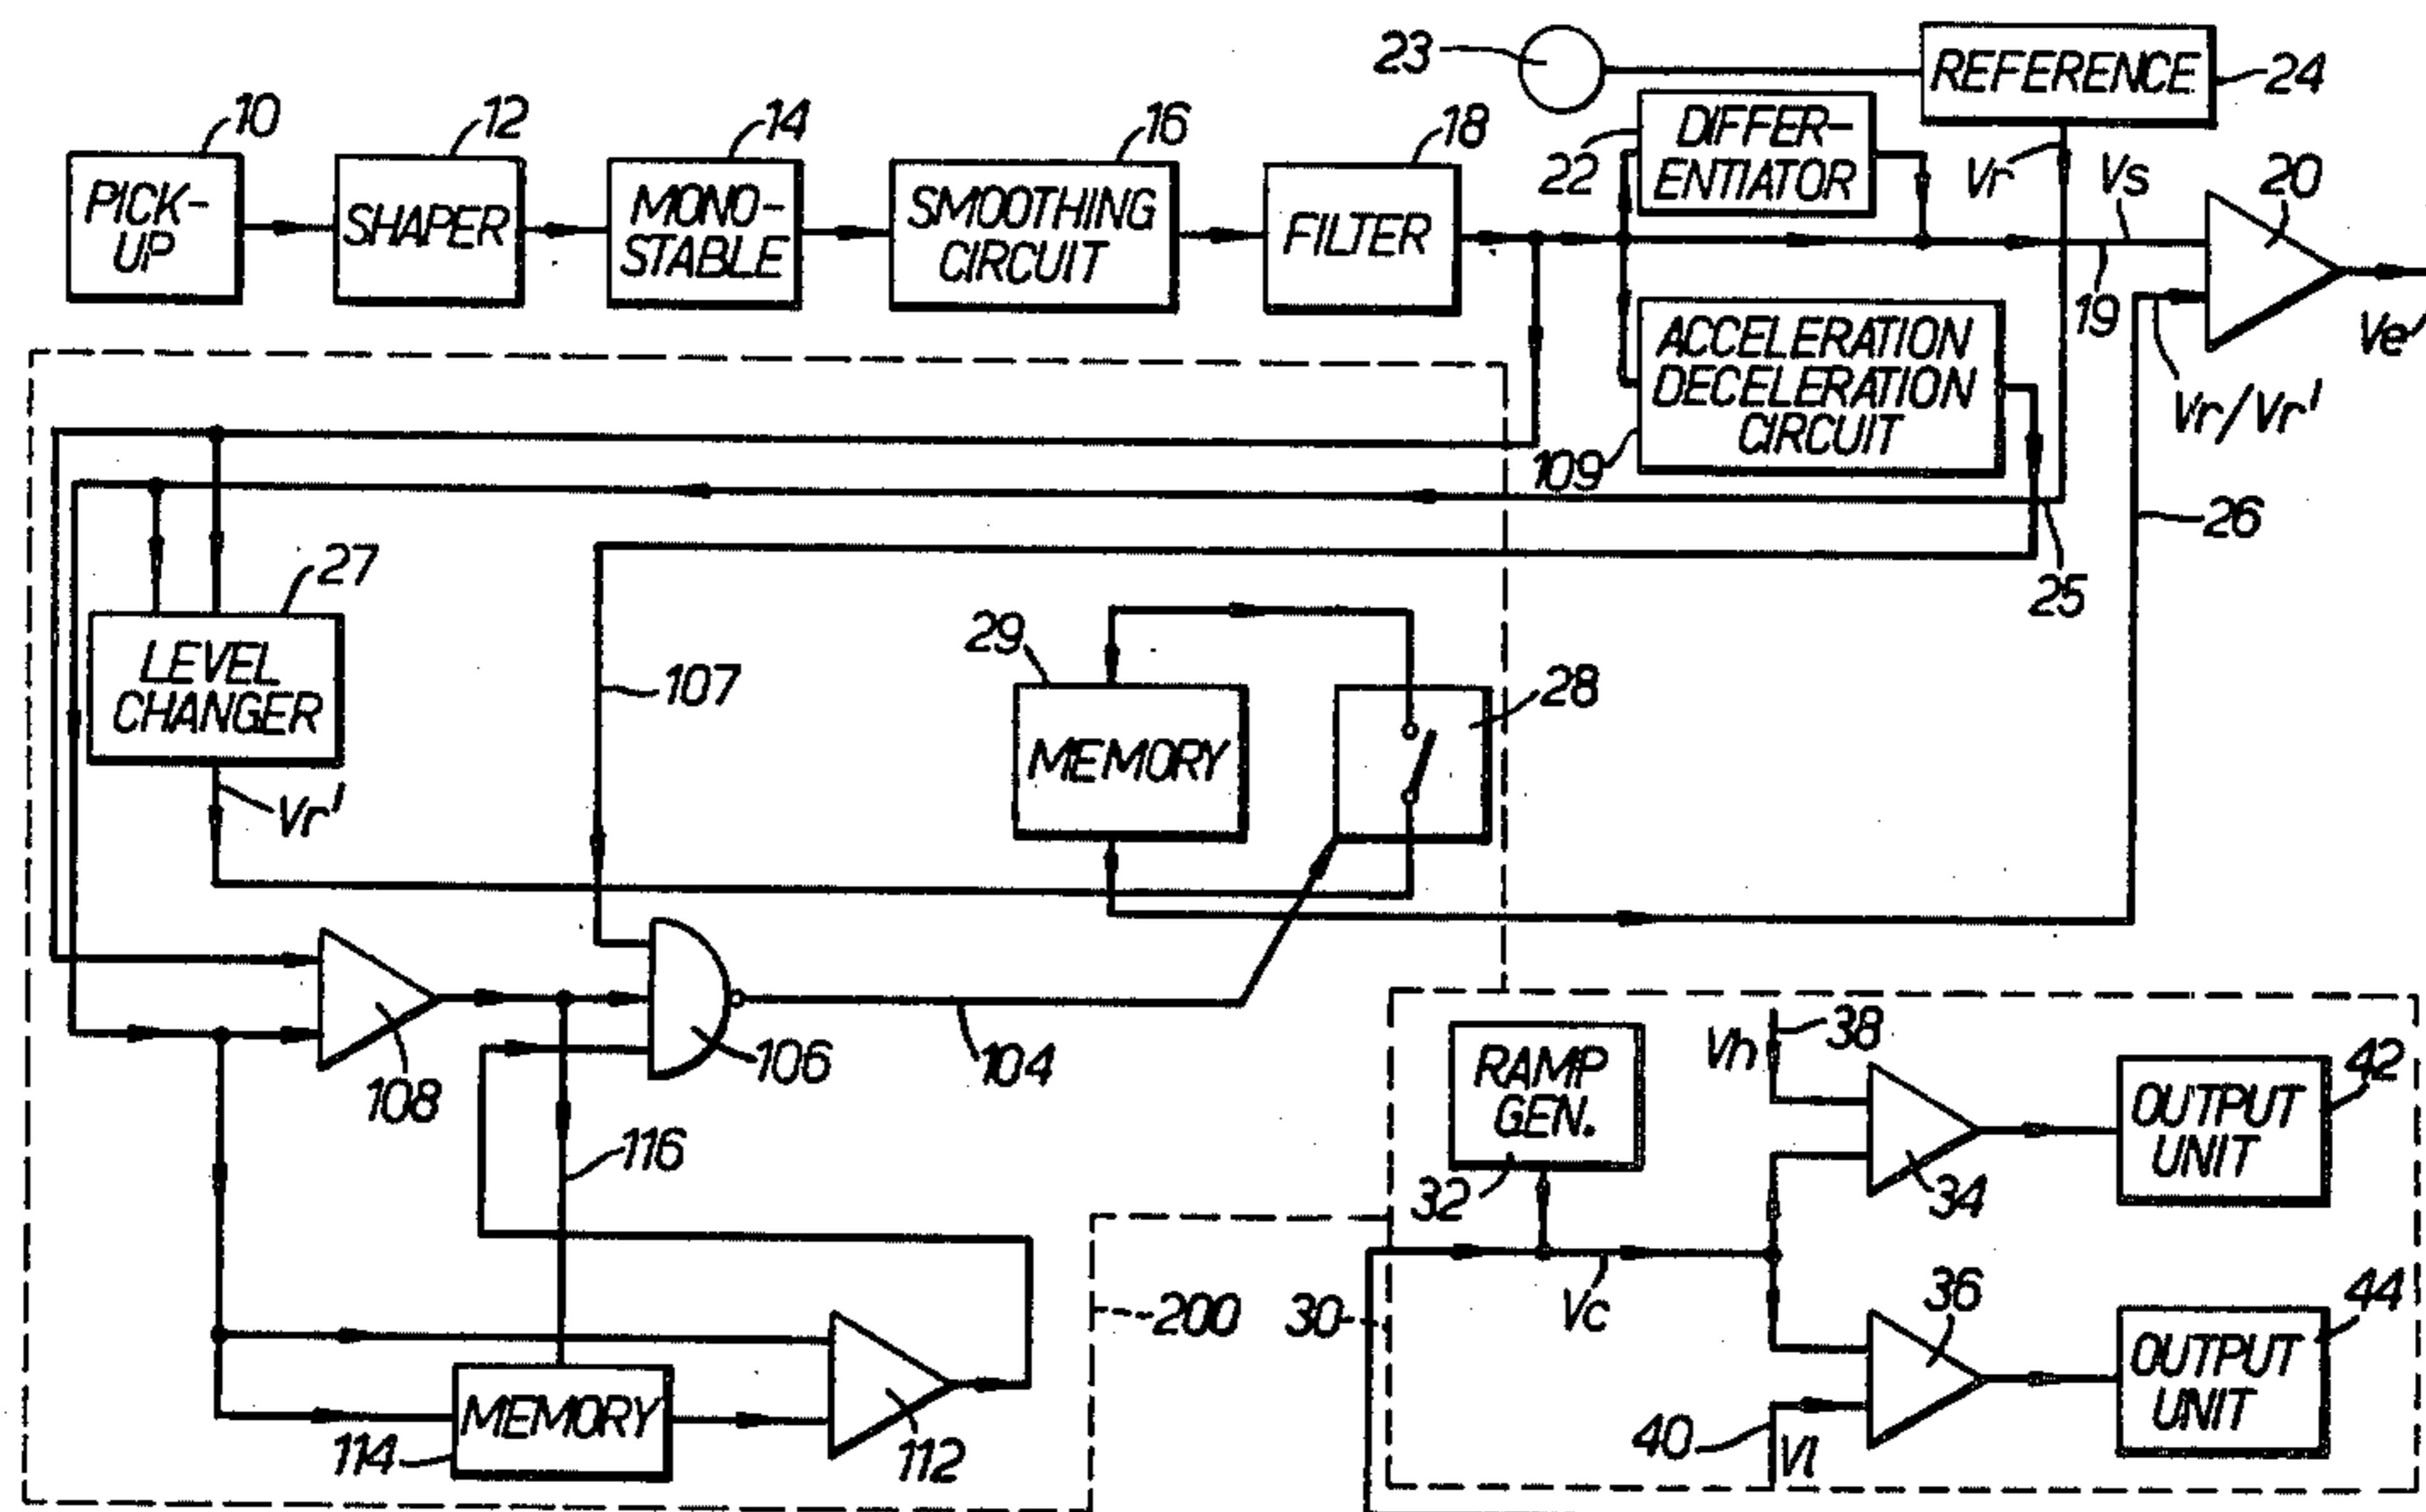 23
REFERENCE
24
10
PICK-
UP
12
SHAPER
14
MONO-
STABLE
16
SMOOTHING
CIRCUIT
18
FILTER
22
DIFFER-
ENTIATOR
Vr
Vs
20
19
Ve
Vr/Vr'
ACCELERATION
DECELERATION
CIRCUIT
109
25
26
27
LEVEL
CHANGER
Vr'
107
29
MEMORY
28
108
106
104
116
RAMP
GEN.
32
Vh
38
34
42
OUTPUT
UNIT
200
30
Vc
36
44
OUTPUT
UNIT
40
Vl
114
MEMORY
112